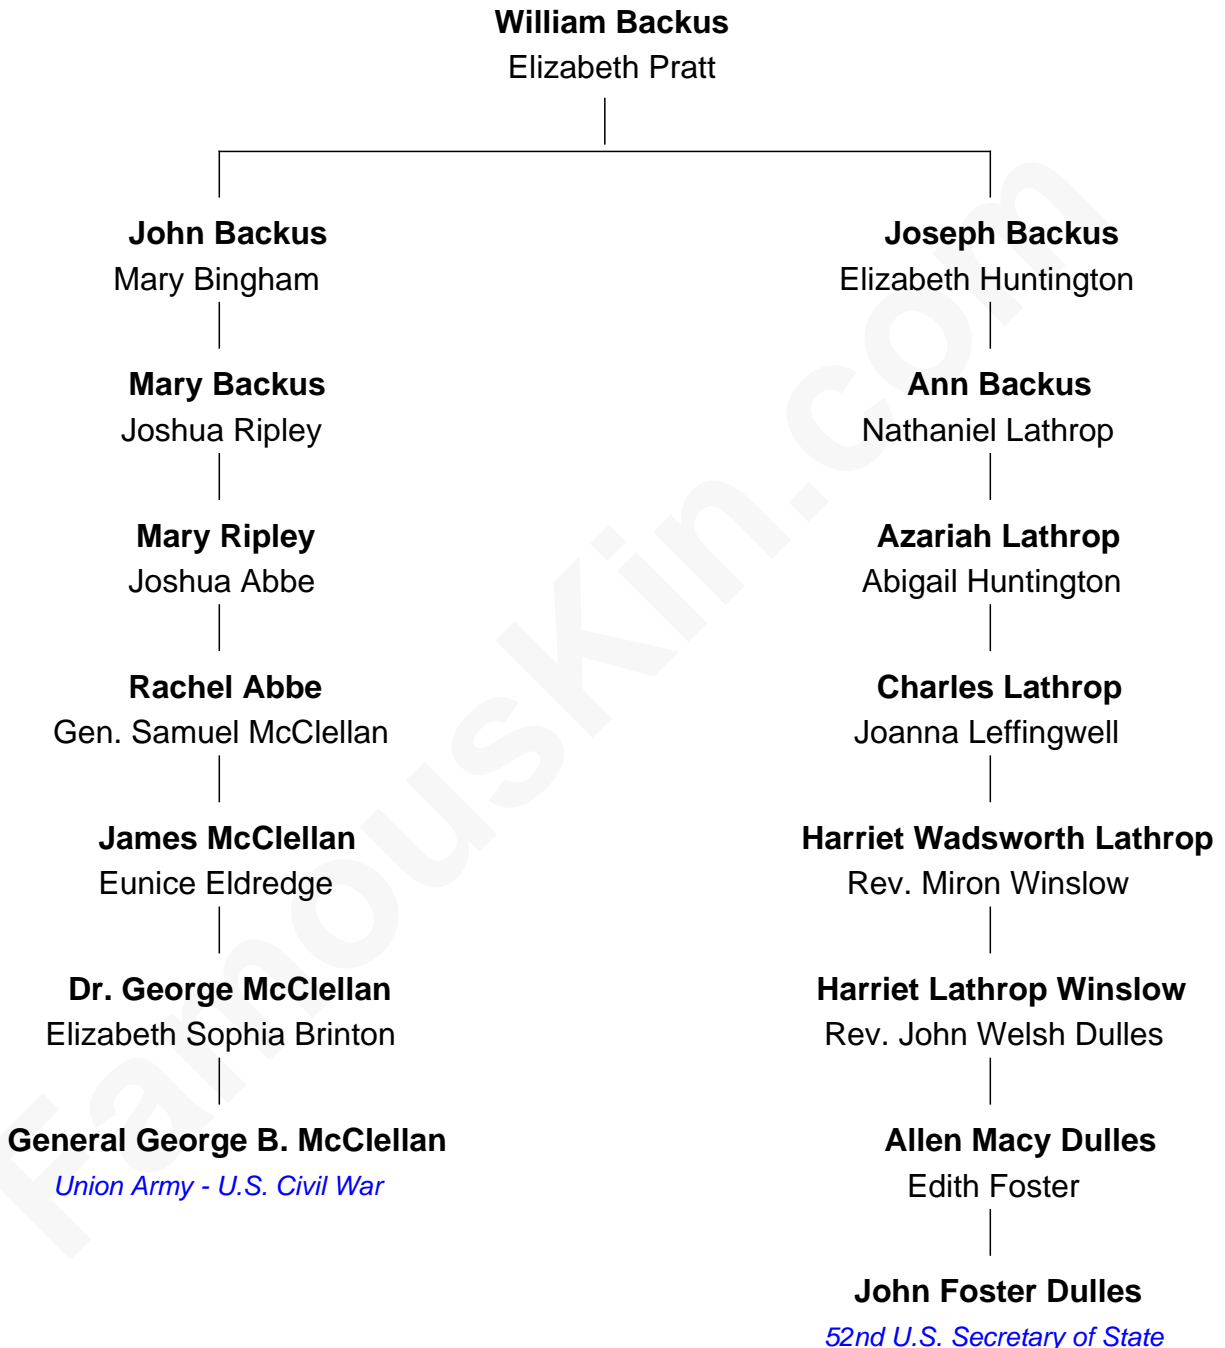 William Backus
Elizabeth Pratt
John Backus
Mary Bingham
Mary Backus
Joshua Ripley
Mary Ripley
Joshua Abbe
Rachel Abbe
Gen. Samuel McClellan
James McClellan
Eunice Eldredge
Dr. George McClellan
Elizabeth Sophia Brinton
General George B. McClellan
Union Army - U.S. Civil War
Joseph Backus
Elizabeth Huntington
Ann Backus
Nathaniel Lathrop
Azariah Lathrop
Abigail Huntington
Charles Lathrop
Joanna Leffingwell
Harriet Wadsworth Lathrop
Rev. Miron Winslow
Harriet Lathrop Winslow
Rev. John Welsh Dulles
Allen Macy Dulles
Edith Foster
John Foster Dulles
52nd U.S. Secretary of State
FamousKin.com